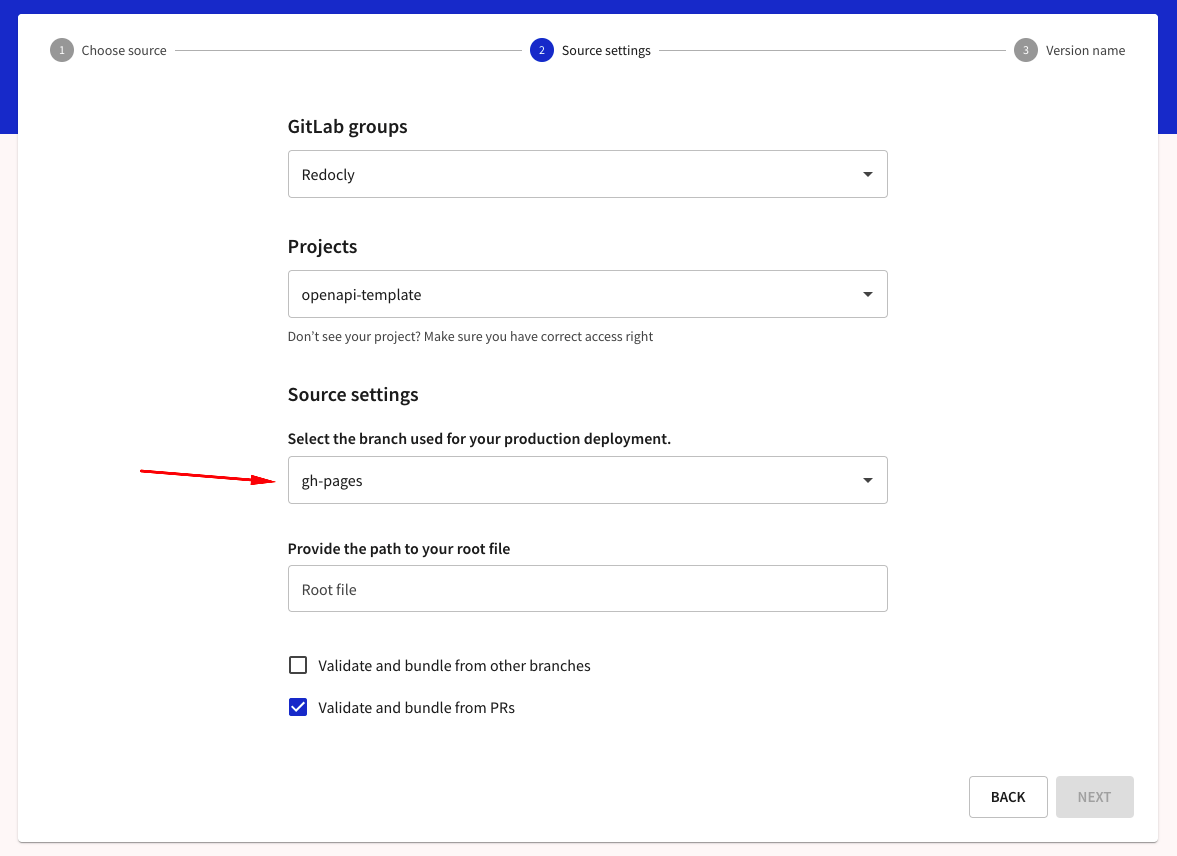 1 Choose source
2 Source settings
3 Version name
GitLab groups
Redocly
Projects
openapi-template
Don’t see your project? Make sure you have correct access right
Source settings
Select the branch used for your production deployment.
gh-pages
Provide the path to your root file
Root file
Validate and bundle from other branches
Validate and bundle from PRs
BACK
NEXT